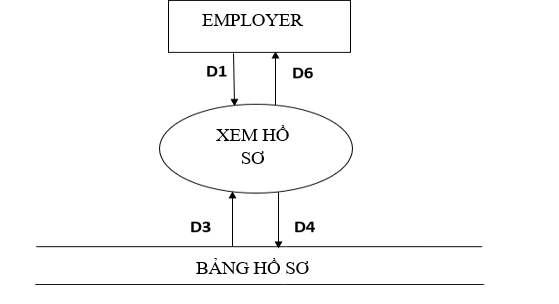 EMPLOYER
D1
D6
XEM HỒ
SƠ
D3
D4
BẢNG HỒ SƠ